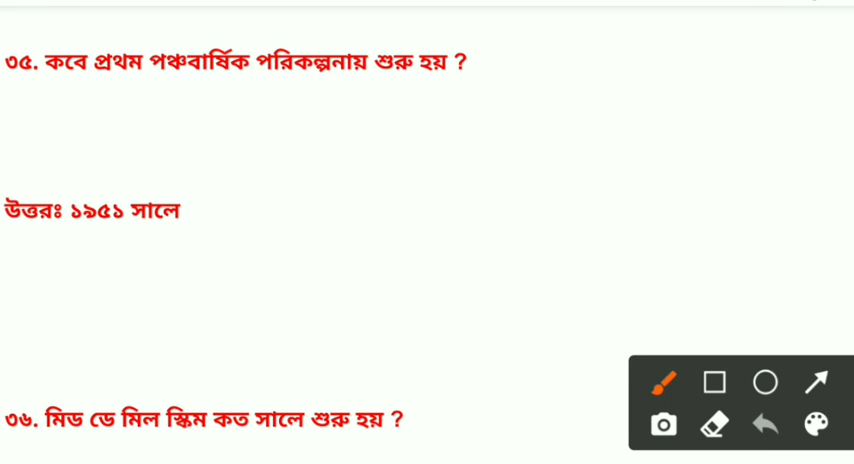 ৩৫. কবে প্রথম পঞ্চবার্ষিক পরিকল্পনায় শুরু হয় ?
উত্তরঃ ১৯৫১ সালে
৩৬. মিড ডে মিল স্কিম কত সালে শুরু হয় ?